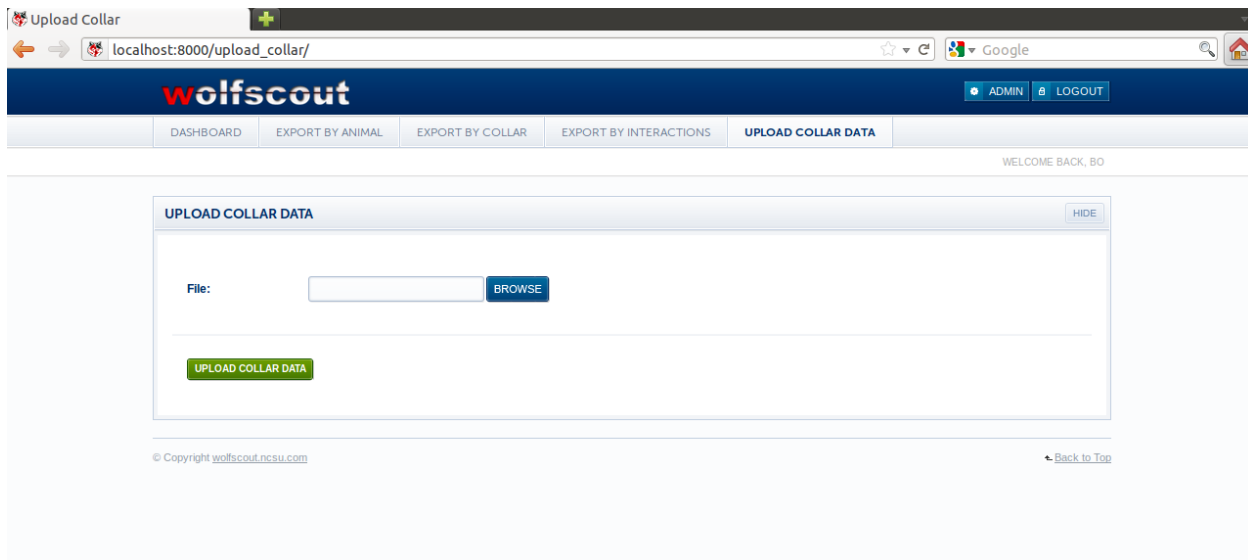 Upload Collar
localhost:8000/upload_collar/
Google
wolfscout
ADMIN LOGOUT
DASHBOARD EXPORT BY ANIMAL EXPORT BY COLLAR EXPORT BY INTERACTIONS UPLOAD COLLAR DATA
WELCOME BACK, BO
UPLOAD COLLAR DATA HIDE
File: BROWSE
UPLOAD COLLAR DATA
© Copyright wolfscout.ncsu.com Back to Top